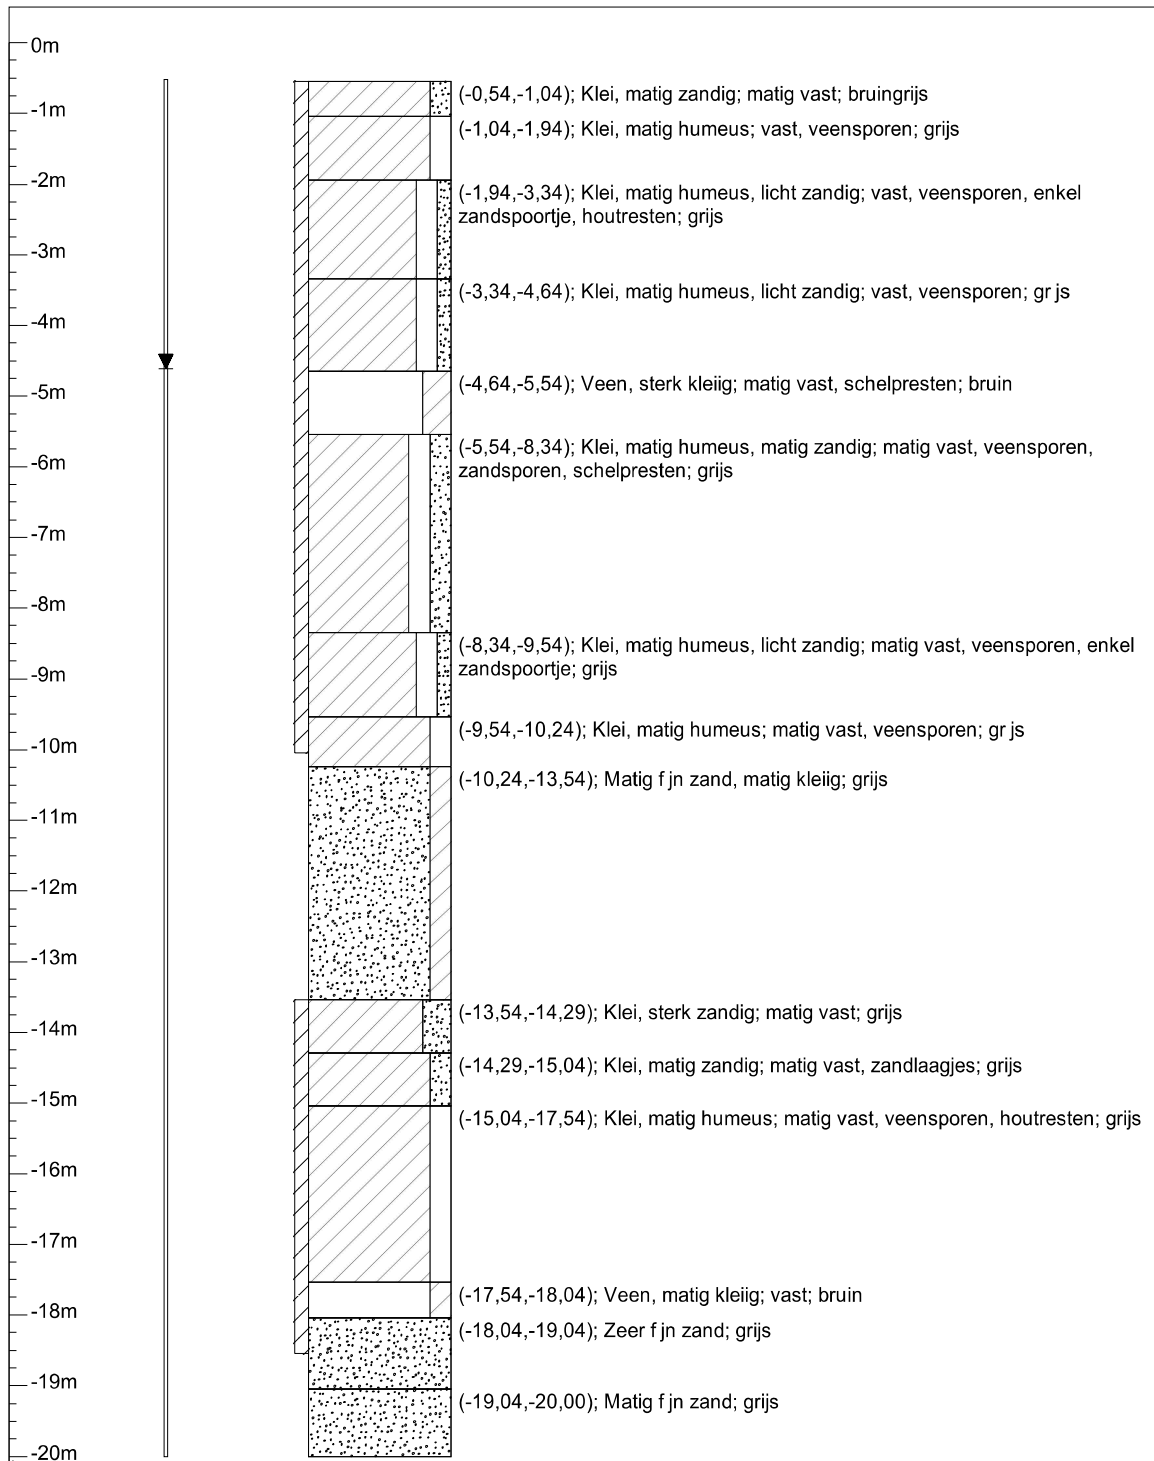 0m
(-0,54,-1,04); Klei, matig zandig; matig vast; bruingrijs
-1m
(-1,04,-1,94); Klei, matig humeus; vast, veensporen; grijs
-2m
(-1,94,-3,34); Klei, matig humeus, licht zandig; vast, veensporen, enkel
zandspoortje, houtresten; grijs
-3m
(-3,34,-4,64); Klei, matig humeus, licht zandig; vast, veensporen; gr js
-4m
(-4,64,-5,54); Veen, sterk kleiig; matig vast, schelpresten; bruin
-5m
(-5,54,-8,34); Klei, matig humeus, matig zandig; matig vast, veensporen,
zandsporen, schelpresten; grijs
-6m
-7m
-8m
(-8,34,-9,54); Klei, matig humeus, licht zandig; matig vast, veensporen, enkel
zandspoortje; grijs
-9m
(-9,54,-10,24); Klei, matig humeus; matig vast, veensporen; gr js
-10m
(-10,24,-13,54); Matig f jn zand, matig kleiig; grijs
-11m
-12m
-13m
(-13,54,-14,29); Klei, sterk zandig; matig vast; grijs
-14m
(-14,29,-15,04); Klei, matig zandig; matig vast, zandlaagjes; grijs
-15m
(-15,04,-17,54); Klei, matig humeus; matig vast, veensporen, houtresten; grijs
-16m
-17m
(-17,54,-18,04); Veen, matig kleiig; vast; bruin
-18m
(-18,04,-19,04); Zeer f jn zand; grijs
-19m
(-19,04,-20,00); Matig f jn zand; grijs
-20m